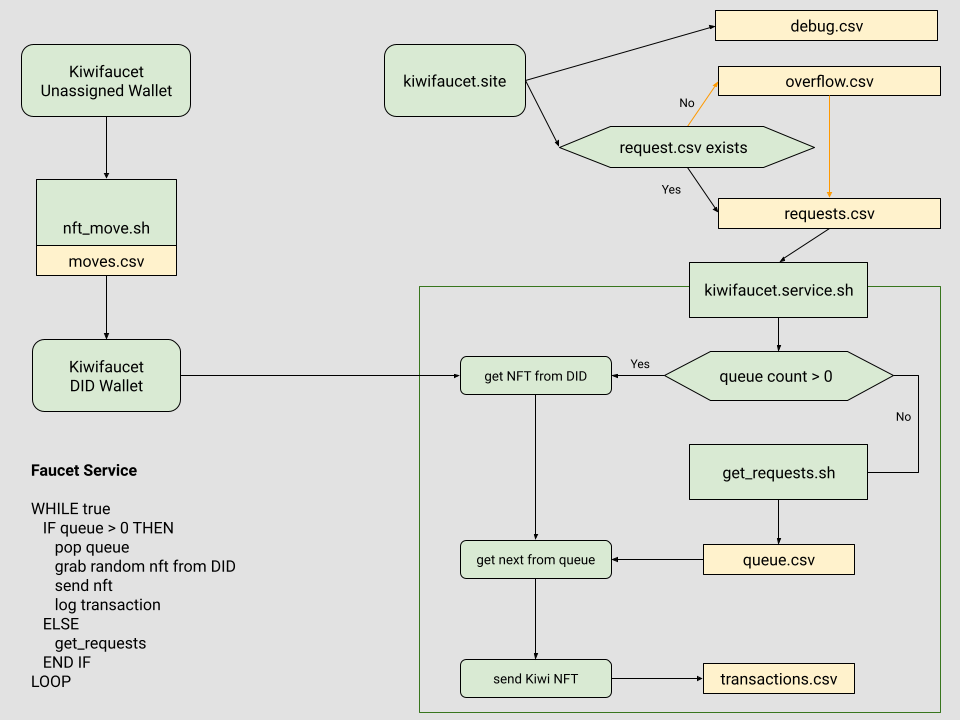 debug.csv
Kiwifaucet
Unassigned Wallet
kiwifaucet.site
overflow.csv
No
request.csv exists
Yes
requests.csv
nft_move.sh
moves.csv
kiwifaucet.service.sh
Kiwifaucet
DID Wallet
get NFT from DID
Yes
queue count > 0
No
get_requests.sh
Faucet Service
WHILE true
IF queue > 0 THEN
pop queue
grab random nft from DID
send nft
log transaction
ELSE
get_requests
END IF
LOOP
get next from queue
queue.csv
send Kiwi NFT
transactions.csv